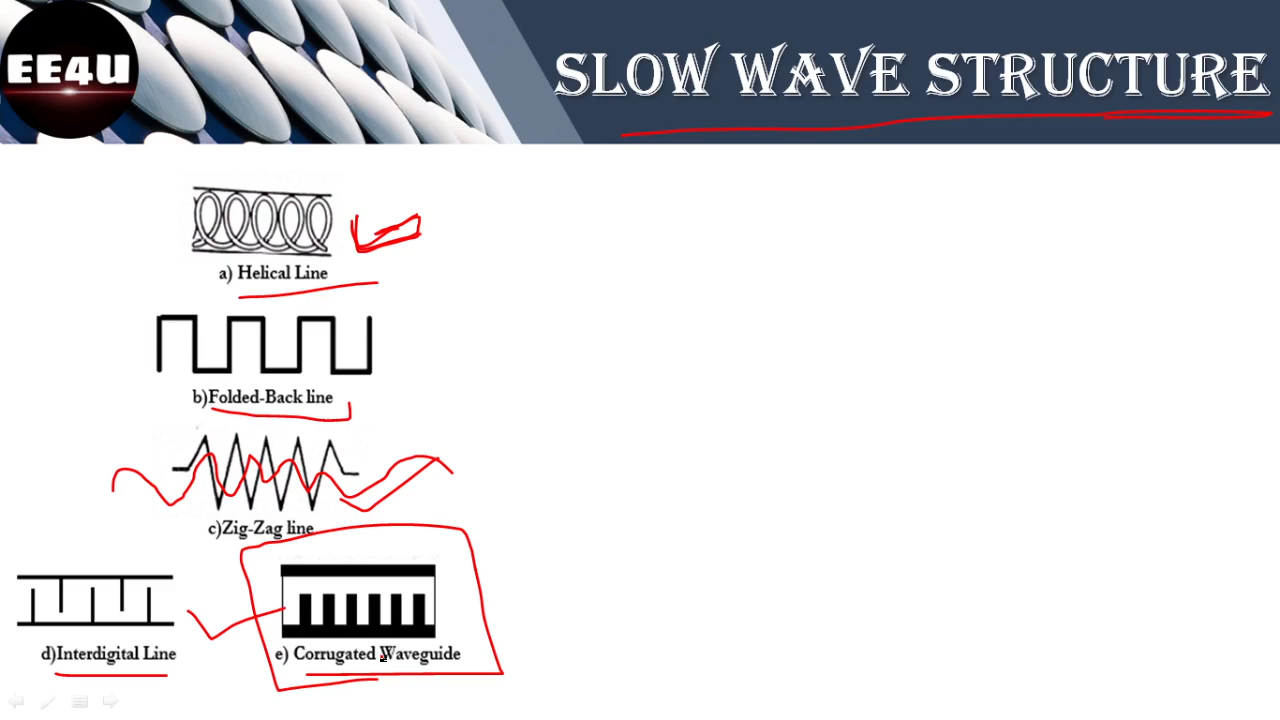 EE4U
SLOW WAVE STRUCTURE
a) Helical Line
b)Folded-Back line
c)Zig-Zag line
d)Interdigital Line
e) Corrugated Waveguide